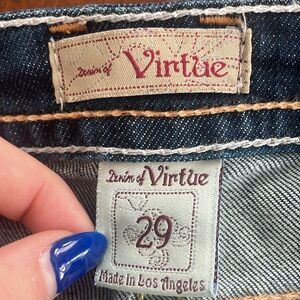 Denim of Virtue
Denim of Virtue
29
Made in Los Angeles